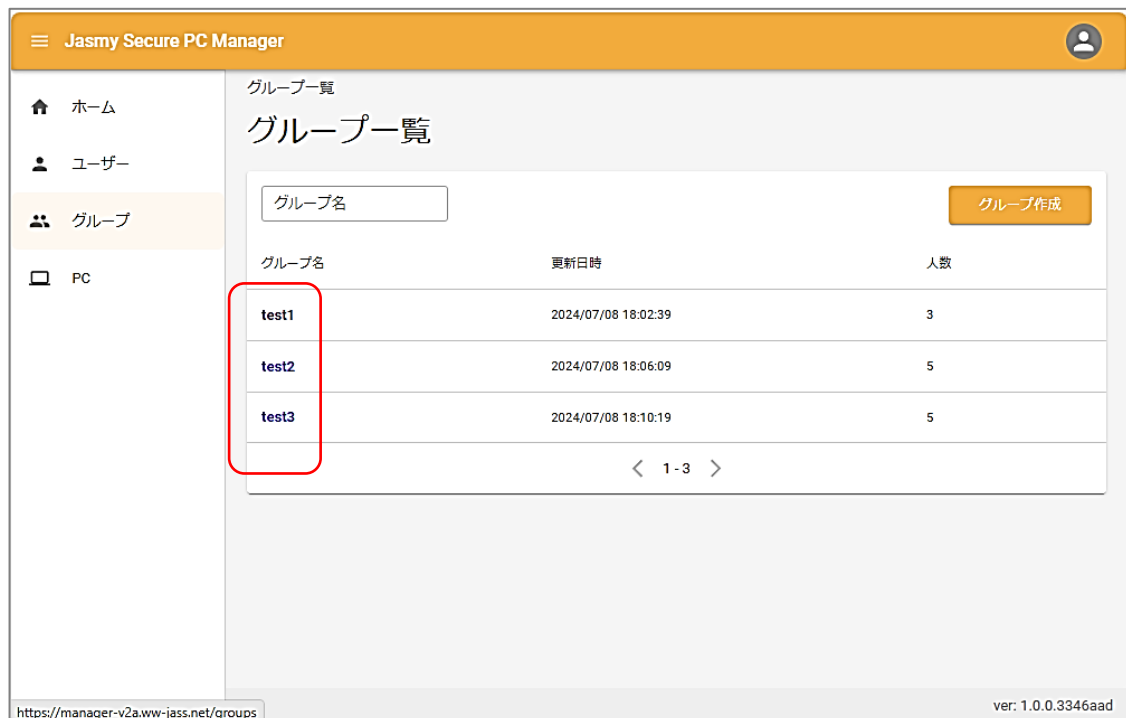 Jasmy Secure PC Manager
ホーム
ユーザー
グループ
PC
グループ一覧
グループ一覧
グループ名
グループ作成
グループ名 更新日時 人数
test1 2024/07/08 18:02:39 3
test2 2024/07/08 18:06:09 5
test3 2024/07/08 18:10:19 5
1 - 3
https://manager-v2a.ww-jass.net/groups
ver: 1.0.0.3346aad